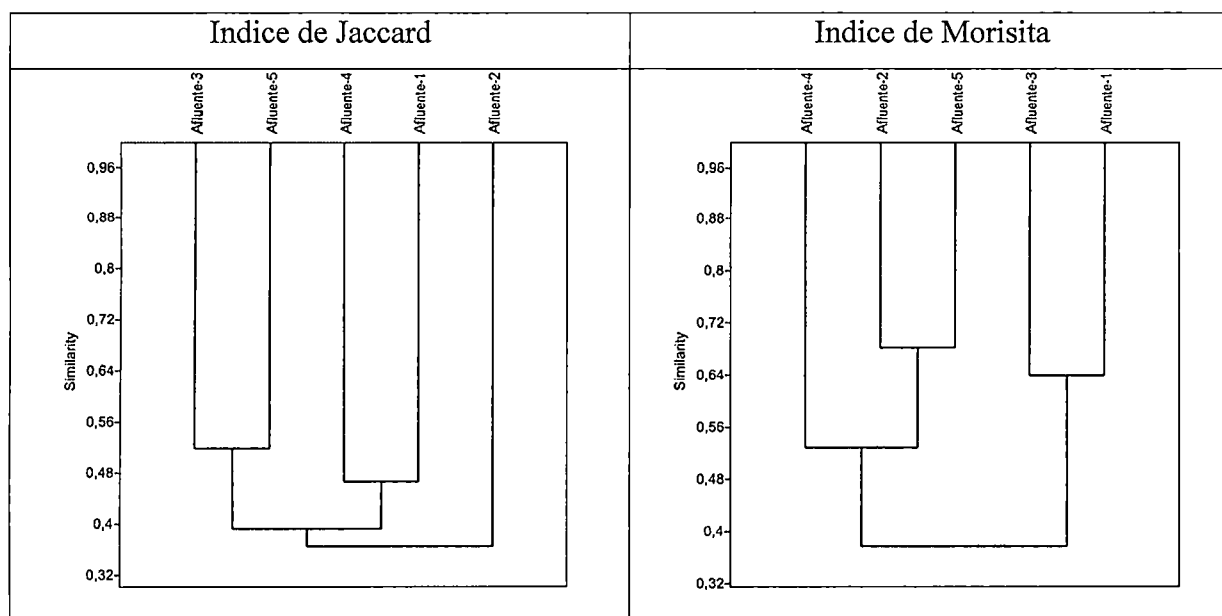 Indice de Jaccard
Afluente-3
Afluente-5
Afluente-4
Afluente-1
Afluente-2
0,96
0,88
0,8
0,72
0,64
0,56
0,48
0,4
0,32
Similarity
Indice de Morisita
Afluente-4
Afluente-2
Afluente-5
Afluente-3
Afluente-1
0,96
0,88
0,8
0,72
0,64
0,56
0,48
0,4
0,32
Similarity